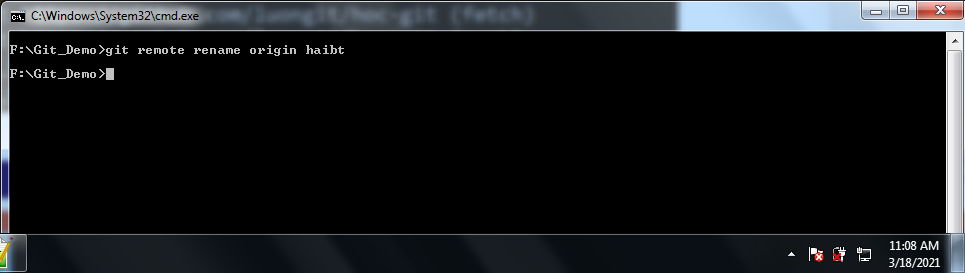 C:\Windows\System32\cmd.exe
F:\Git_Demo>git remote rename origin haibt
F:\Git_Demo>
11:08 AM
3/18/2021